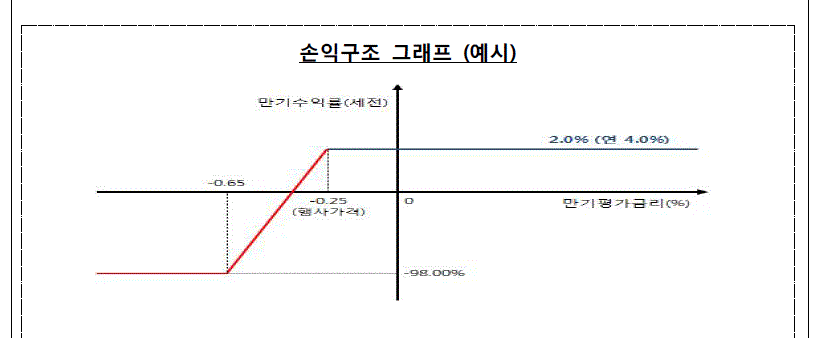 손익구조 그래프 (예시)
만기수익률(세전)
2.0% (연 4.0%)
-0.65
-0.25
(행사가격)
0
만기평가금리(%)
-98.00%